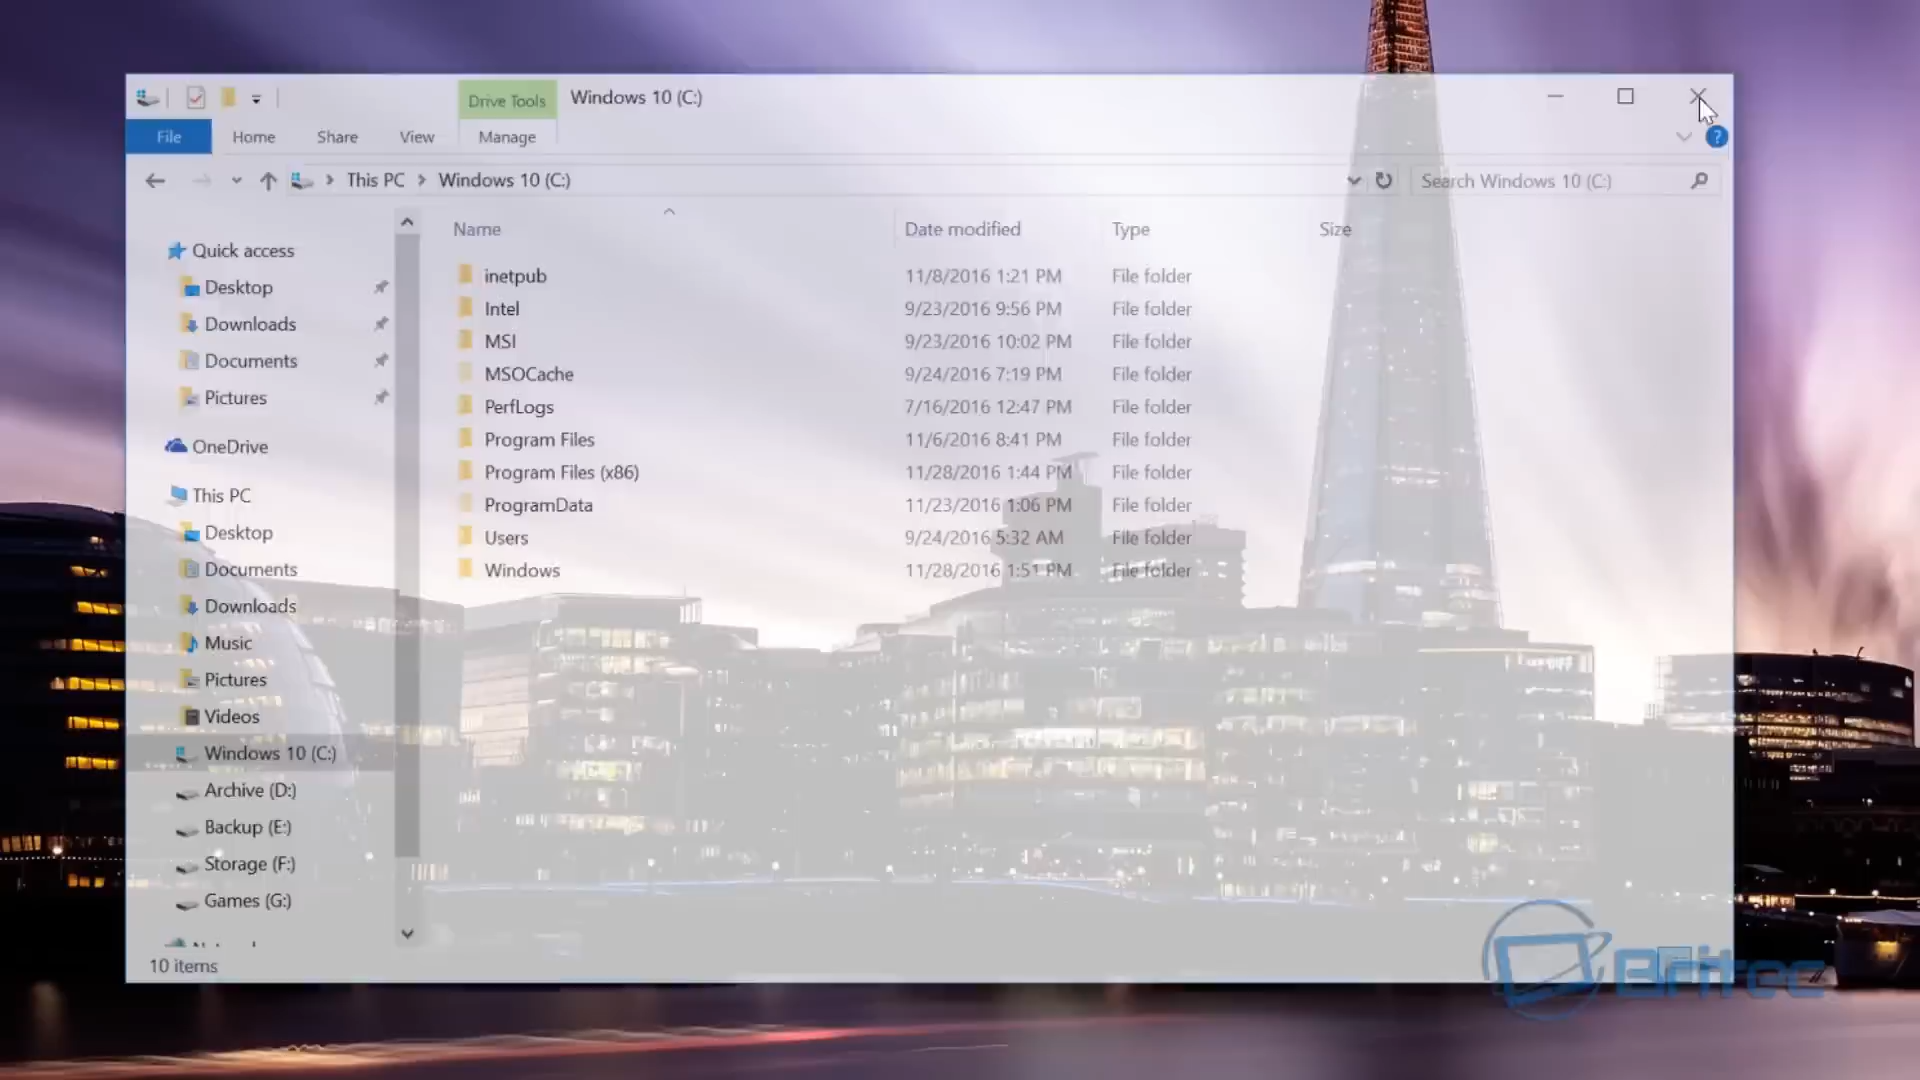 Drive Tools
Windows 10 (C:)
File
Home
Share
View
Manage
?
This PC
Windows 10 (C:)
Search Windows 10 (C:)
Name
Date modified
Type
Size
Quick access
Desktop
Downloads
Documents
Pictures
OneDrive
This PC
Desktop
Documents
Downloads
Music
Pictures
Videos
Windows 10 (C:)
Archive (D:)
Backup (E:)
Storage (F:)
Games (G:)
inetpub 11/8/2016 1:21 PM File folder
Intel 9/23/2016 9:56 PM File folder
MSI 9/23/2016 10:02 PM File folder
MSOCache 9/24/2016 7:19 PM File folder
PerfLogs 7/16/2016 12:47 PM File folder
Program Files 11/6/2016 8:41 PM File folder
Program Files (x86) 11/28/2016 1:44 PM File folder
ProgramData 11/23/2016 1:06 PM File folder
Users 9/24/2016 5:32 AM File folder
Windows 11/28/2016 1:51 PM File folder
10 items
Britec